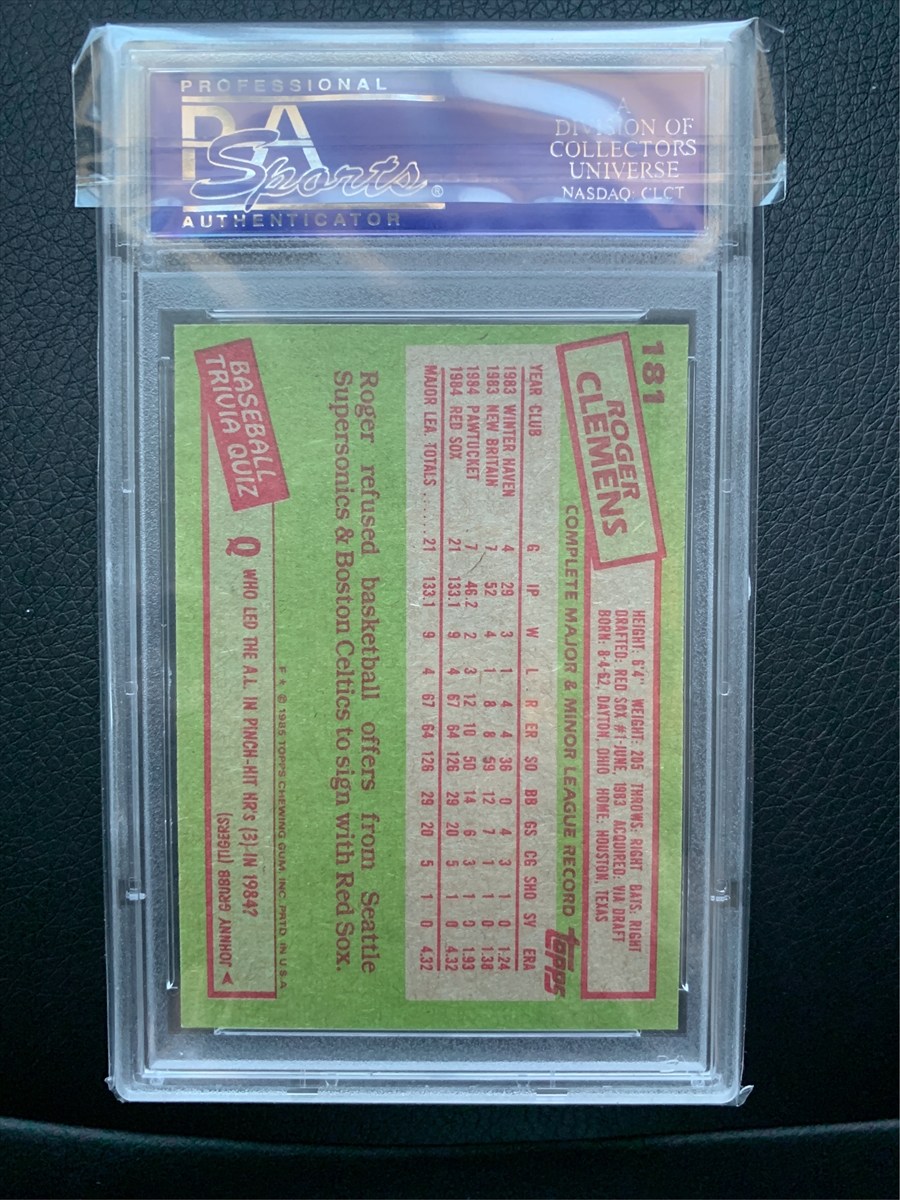 PROFESSIONAL
PSA
Sports®
AUTHENTICATOR
A
DIVISION OF
COLLECTORS
UNIVERSE
NASDAQ: CLCT
181
ROGER
CLEMENS
HEIGHT: 6'4" WEIGHT: 205 THROWS: RIGHT BATS: RIGHT
DRAFTED: RED SOX #1-JUNE, 1983 ACQUIRED: VIA DRAFT
BORN: 8-4-62, DAYTON, OHIO HOME: HOUSTON, TEXAS
COMPLETE MAJOR & MINOR LEAGUE RECORD
topps
YEAR CLUB G IP W L R ER SO BB GS CG SHO SV ERA
1983 WINTER HAVEN 4 29 3 1 4 4 36 0 4 3 1 0 1.24
1983 NEW BRITAIN 7 52 4 1 8 8 59 12 7 1 1 0 1.38
1984 PAWTUCKET 7 46.2 2 3 12 10 50 14 6 3 1 0 1.93
1984 RED SOX 21 133.1 9 4 67 64 126 29 20 5 1 0 4.32
MAJOR LEA. TOTALS ...... 21 133.1 9 4 67 64 126 29 20 5 1 0 4.32
Roger refused basketball offers from Seattle
Supersonics & Boston Celtics to sign with Red Sox.
F * © 1985 TOPPS CHEWING GUM, INC. PRTD. IN U.S.A.
BASEBALL
TRIVIA QUIZ
Q WHO LED THE A.L. IN PINCH-HIT HR's (3) IN 1984?
JOHNNY GRUBB (TIGERS)